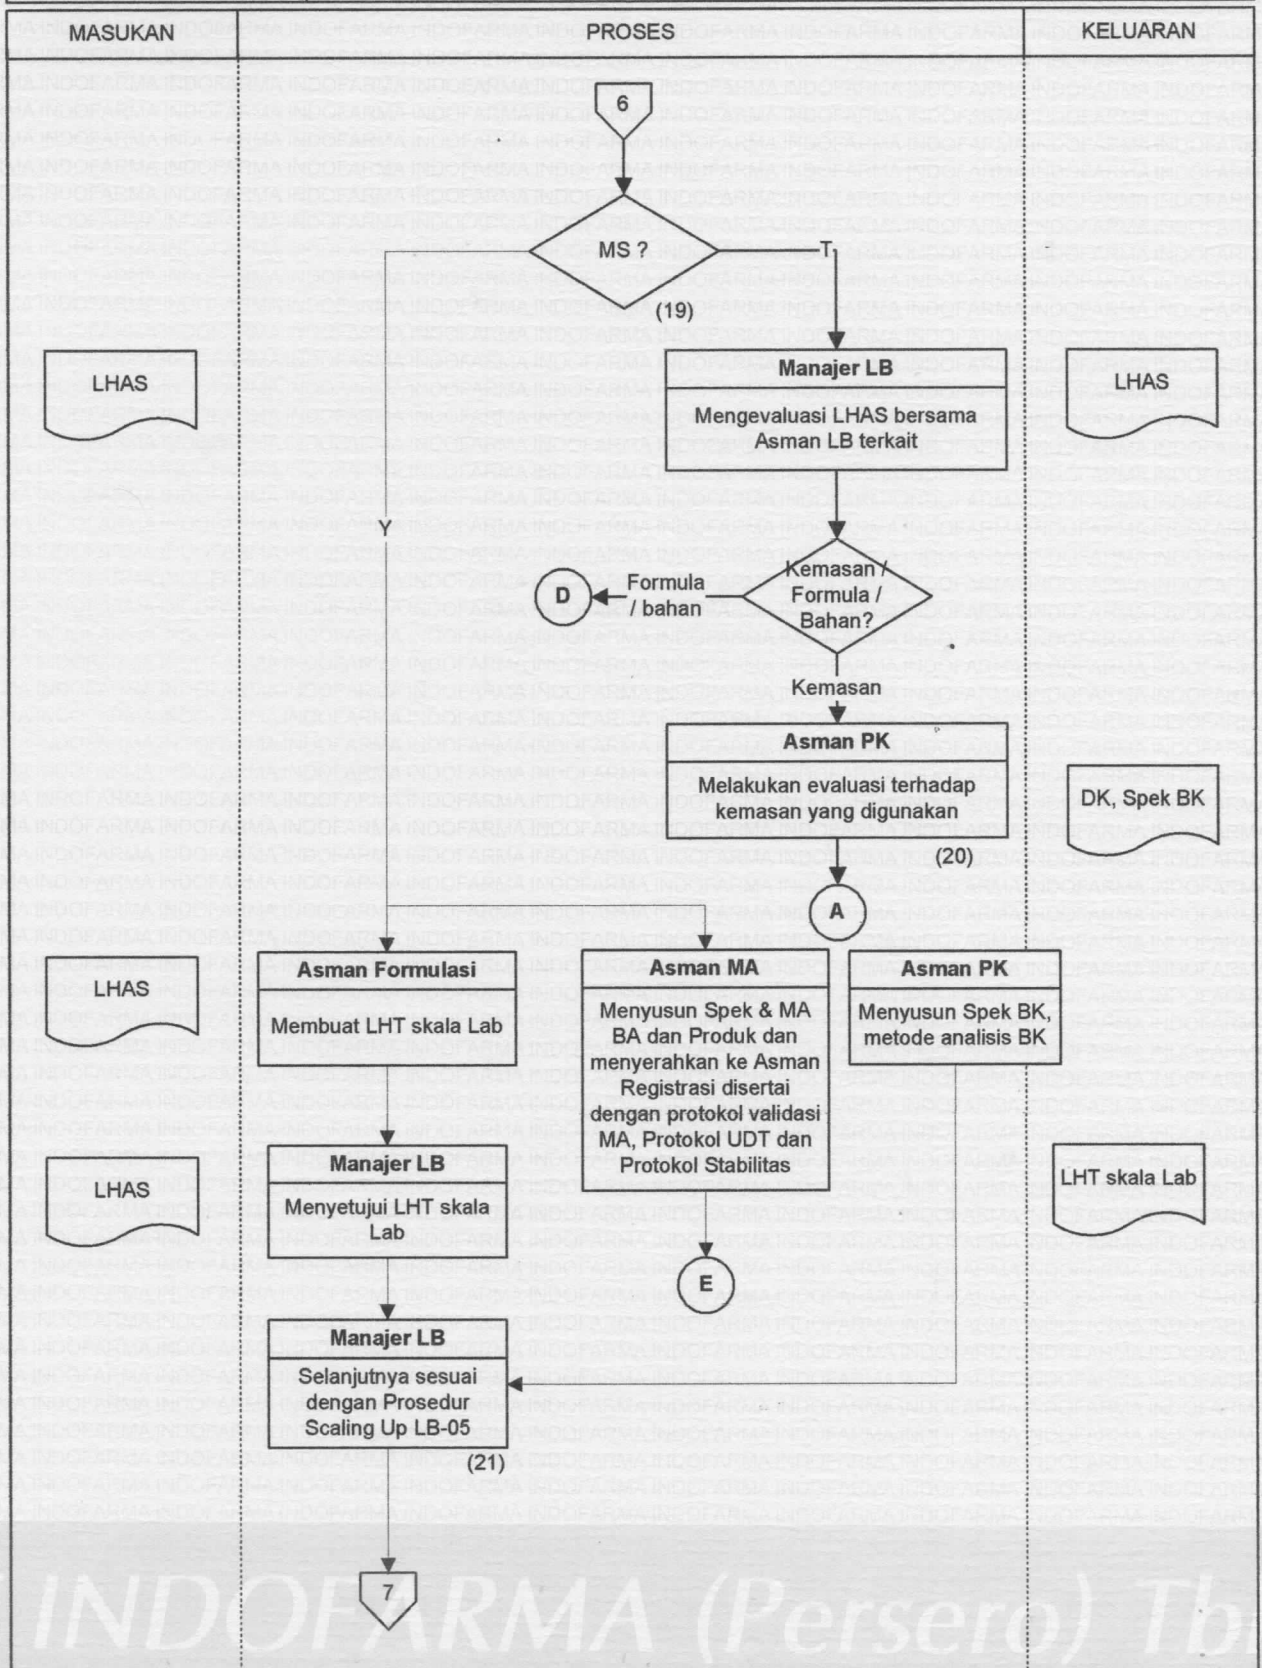 MASUKAN
PROSES
KELUARAN
6
MS ?
T
(19)
LHAS
Manajer LB
Mengevaluasi LHAS bersama
Asman LB terkait
LHAS
Y
D
Formula
/ bahan
Kemasan /
Formula /
Bahan?
Kemasan
Asman PK
Melakukan evaluasi terhadap
kemasan yang digunakan
DK, Spek BK
(20)
A
LHAS
Asman Formulasi
Membuat LHT skala Lab
Asman MA
Menyusun Spek & MA
BA dan Produk dan
menyerahkan ke Asman
Registrasi disertai
dengan protokol validasi
MA, Protokol UDT dan
Protokol Stabilitas
Asman PK
Menyusun Spek BK,
metode analisis BK
LHAS
Manajer LB
Menyetujui LHT skala
Lab
LHT skala Lab
E
Manajer LB
Selanjutnya sesuai
dengan Prosedur
Scaling Up LB-05
(21)
7
INDOFARMA (Persero) Tb